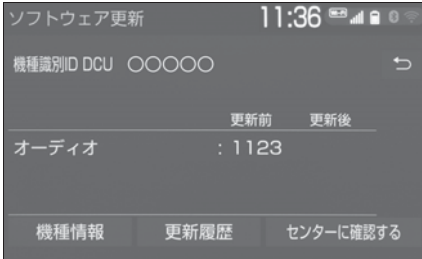 ソフトウェア更新 11:36
機種識別ID DCU ○○○○○
更新前 更新後
オーディオ : 1123
機種情報 更新履歴 センターに確認する